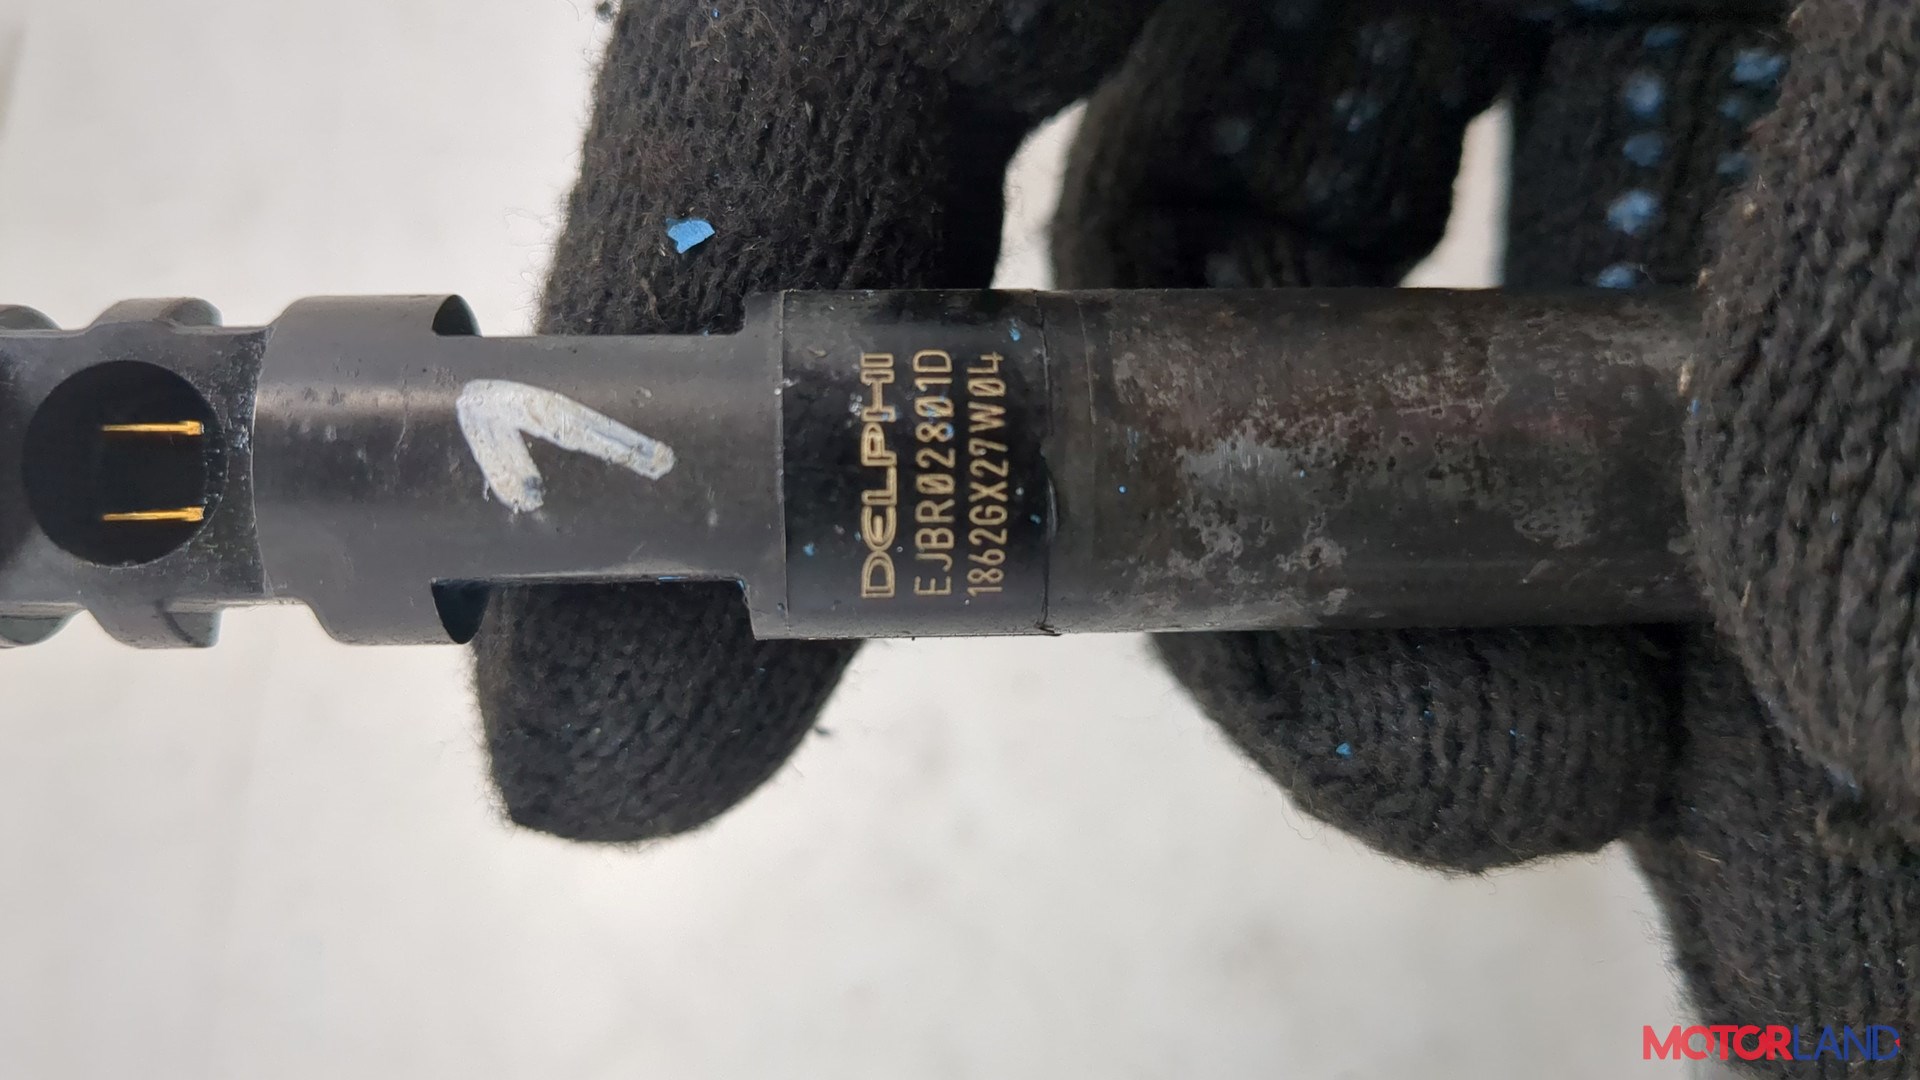 DELPHI
EJBR02801D
1862GX27W04
1
MOTORLAND